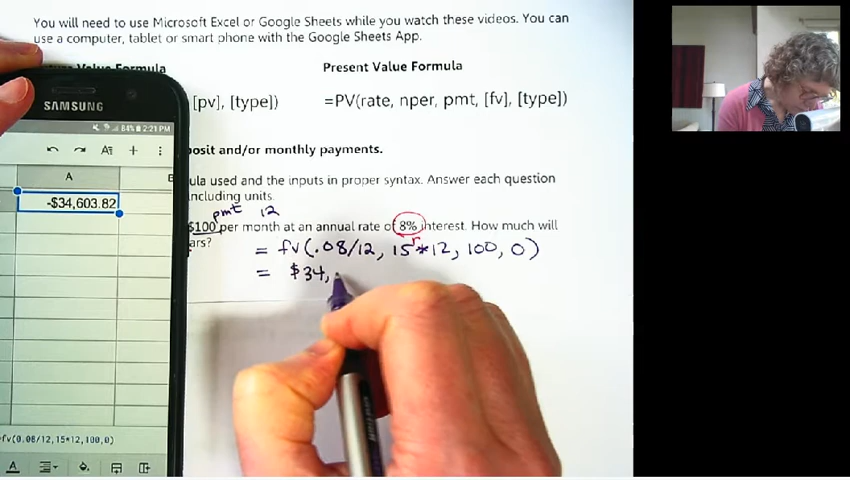 You will need to use Microsoft Excel or Google Sheets while you watch these videos. You can
use a computer, tablet or smart phone with the Google Sheets App.
Value Formula
Present Value Formula
[pv], [type])
=PV(rate, nper, pmt, [fv], [type])
SAMSUNG
84% 2:21 PM
posit and/or monthly payments.
A
ula used and the inputs in proper syntax. Answer each question
including units.
-$34,603.82
pmt 12
$100 per month at an annual rate of 8% interest. How much will
ars?
r
= fv(.08/12, 15*12, 100, 0)
= $34,
fv(0.08/12,15*12,100,0)
A